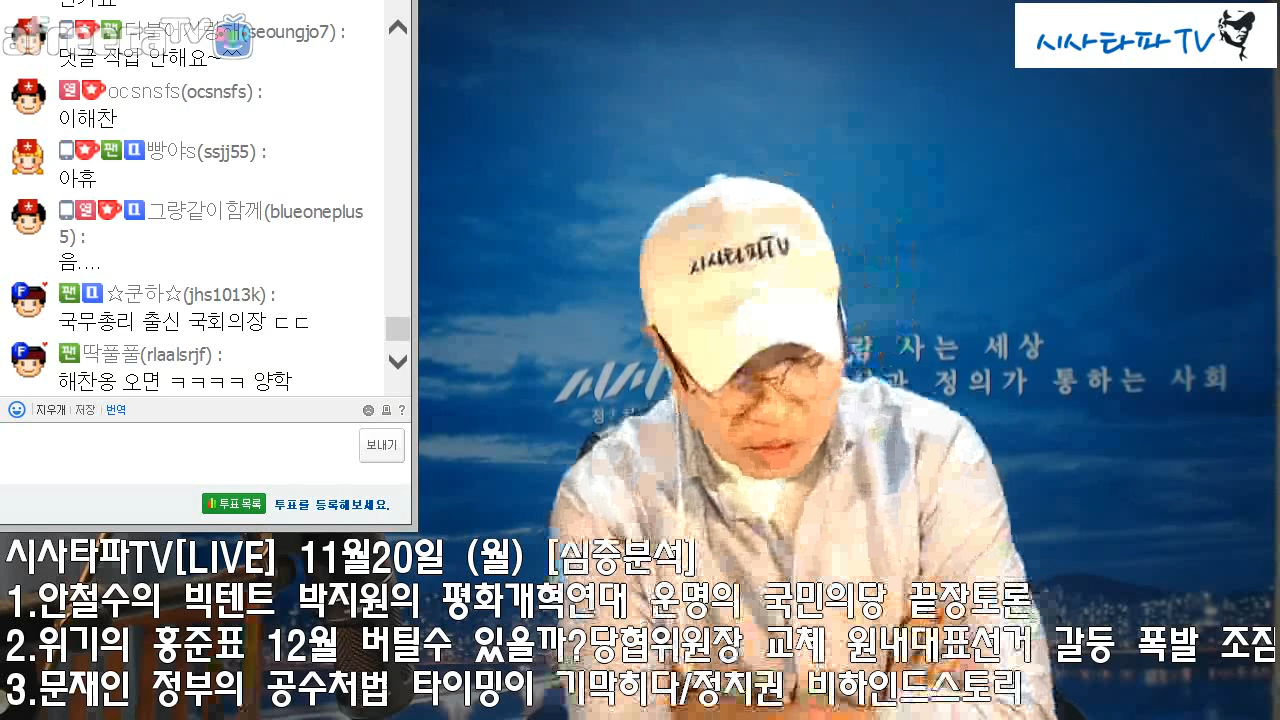 afreecaTV
(seoungjo7) :
댓글 작압 안해요~^^
열 ocsnsfs(ocsnsfs) :
이해찬
팬 빵야s(ssjj55) :
아휴
열 그량같이함께(blueoneplus
5) :
음....
팬 ☆쿤하☆(jhs1013k) :
국무총리 출신 국회의장 ㄷㄷ
팬 딱풀풀(rlaalsrjf) :
해찬옹 오면 ㅋㅋㅋㅋ 양학
지우개 저장 번역
?
보내기
투표 목록 투표를 등록해보세요.
시사타파TV
시사타파TV
사는 세상
정의가 통하는 사회
시사타파TV[LIVE] 11월20일 (월) [심층분석]
1.안철수의 빅텐트 박지원의 평화개혁연대 운명의 국민의당 끝장토론
2.위기의 홍준표 12월 버틸수 있을까?당협위원장 교체 원내대표선거 갈등 폭발 조짐
3.문재인 정부의 공수처법 타이밍이 기막히다/정치권 비하인드스토리